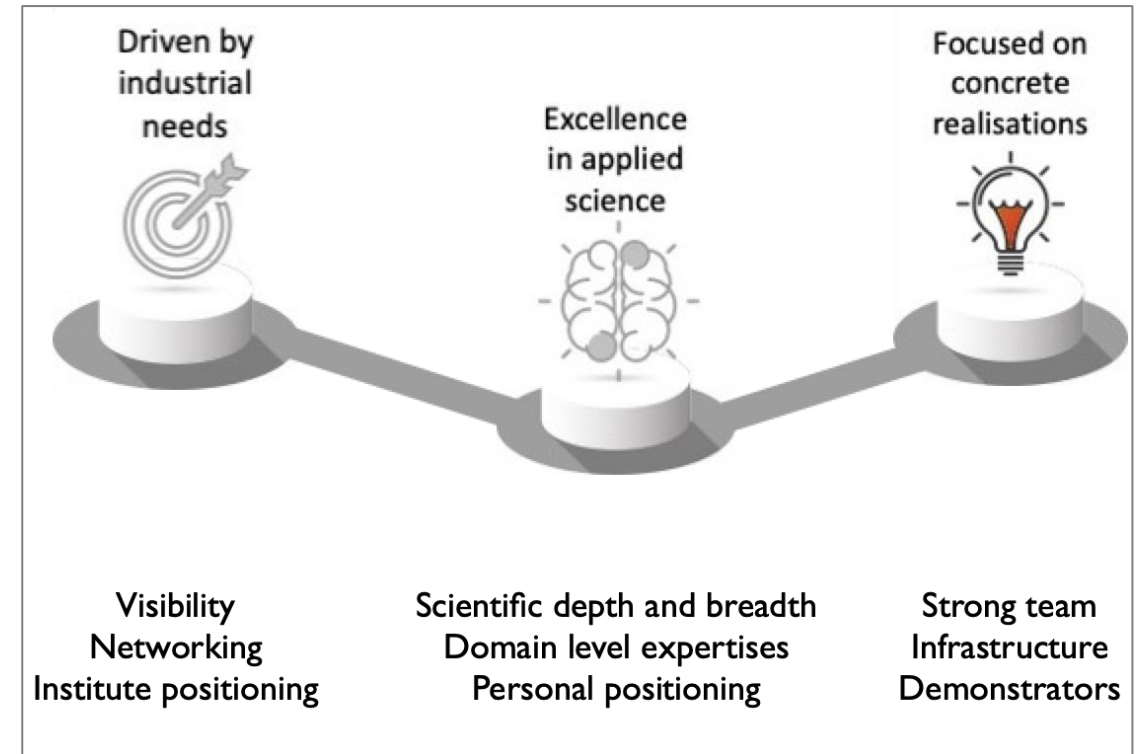 Driven by
industrial
needs
Excellence
in applied
science
Focused on
concrete
realisations
Visibility
Networking
Institute positioning
Scientific depth and breadth
Domain level expertises
Personal positioning
Strong team
Infrastructure
Demonstrators